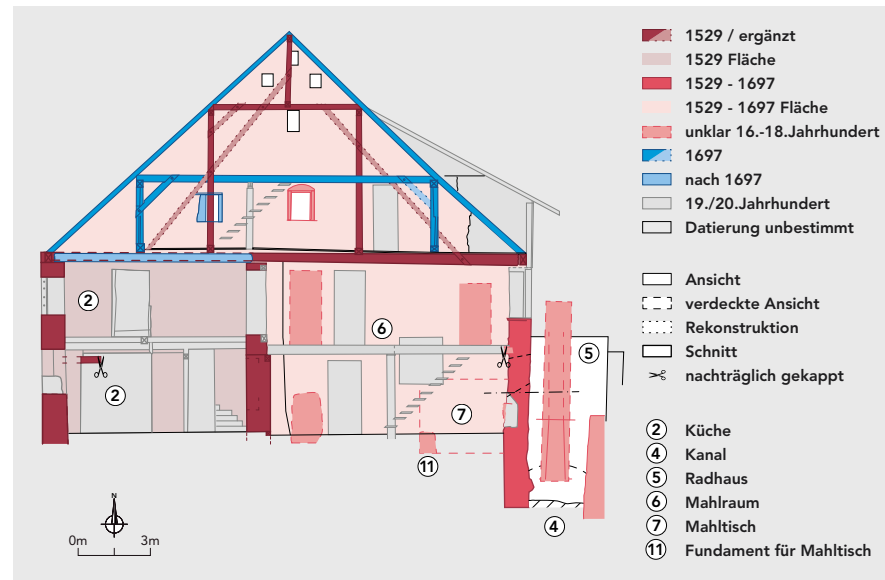 1529 / ergänzt
1529 Fläche
1529 - 1697
1529 - 1697 Fläche
unklar 16.-18.Jahrhundert
1697
nach 1697
19./20.Jahrhundert
Datierung unbestimmt
Ansicht
verdeckte Ansicht
Rekonstruktion
Schnitt
nachträglich gekappt
2 Küche
4 Kanal
5 Radhaus
6 Mahlraum
7 Mahltisch
11 Fundament für Mahltisch
2
6
5
2
7
11
4
N
0m 3m